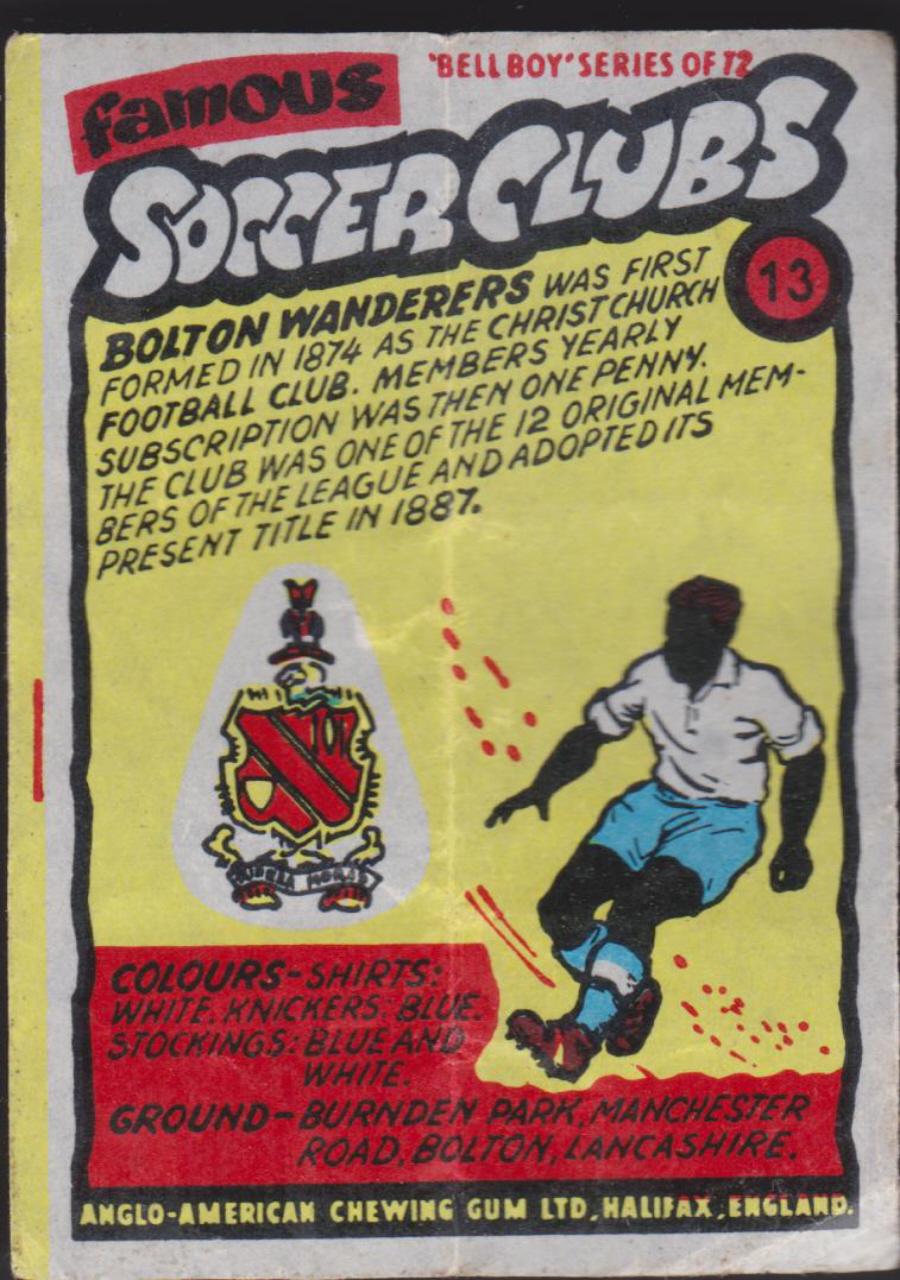 famous
'BELL BOY' SERIES OF 72
SOCCER CLUBS
13
BOLTON WANDERERS WAS FIRST
FORMED IN 1874 AS THE CHRIST CHURCH
FOOTBALL CLUB. MEMBERS YEARLY
SUBSCRIPTION WAS THEN ONE PENNY.
THE CLUB WAS ONE OF THE 12 ORIGINAL MEM-
BERS OF THE LEAGUE AND ADOPTED ITS
PRESENT TITLE IN 1887.
COLOURS-SHIRTS:
WHITE. KNICKERS: BLUE.
STOCKINGS: BLUE AND
WHITE.
GROUND-BURNDEN PARK, MANCHESTER
ROAD, BOLTON, LANCASHIRE.
ANGLO-AMERICAN CHEWING GUM LTD., HALIFAX, ENGLAND.